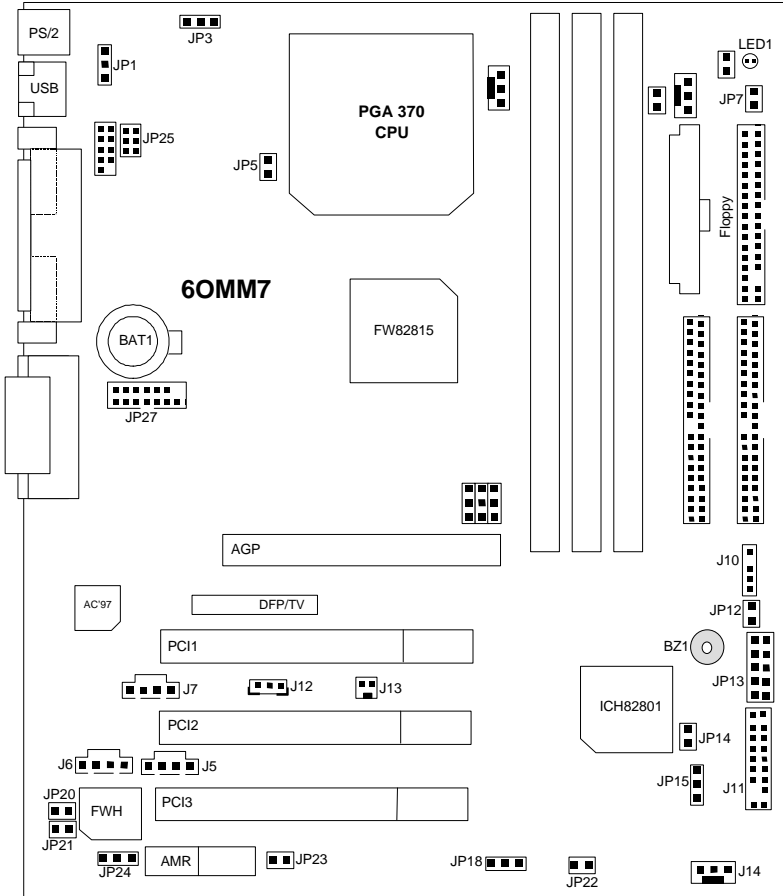 PS/2
JP3
LED1
JP1
USB
JP7
PGA 370
CPU
JP25
JP5
Floppy
6OMM7
BAT1
FW82815
JP27
AGP
J10
AC'97
DFP/TV
JP12
PCI1
BZ1
JP13
J7
J12
J13
ICH82801
PCI2
JP14
J6
J5
JP15
J11
JP20
FWH
PCI3
JP21
JP24
AMR
JP23
JP18
JP22
J14